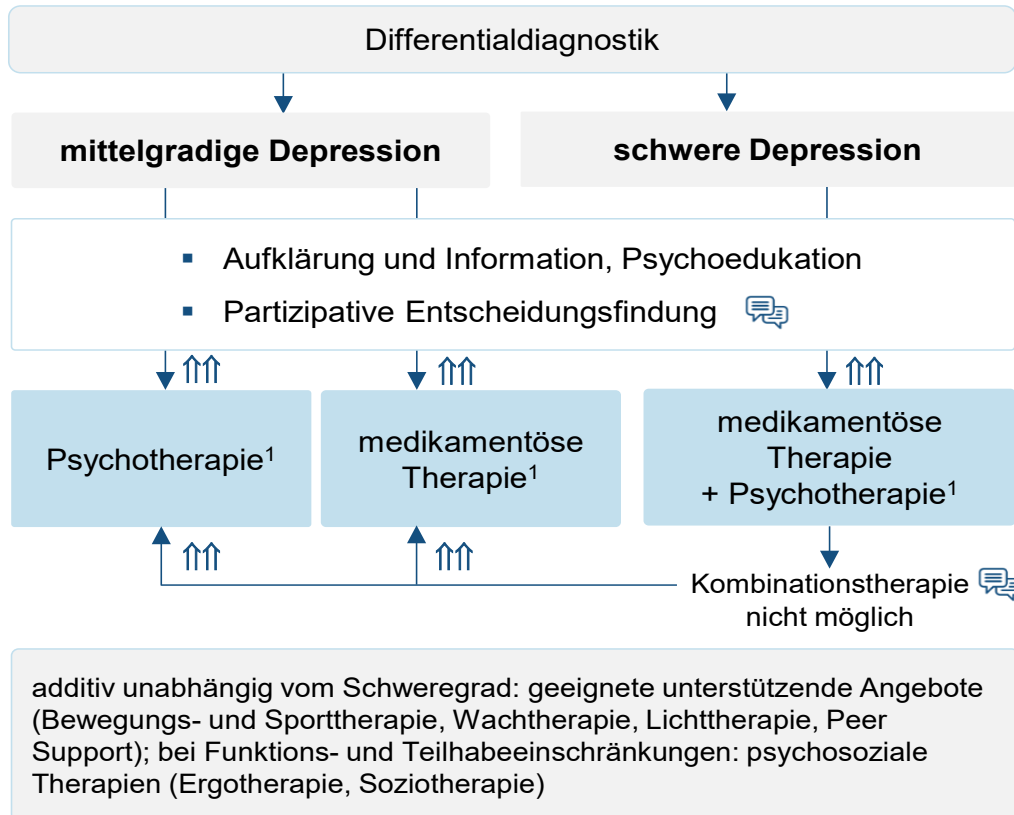 Differentialdiagnostik
mittelgradige Depression
schwere Depression
▪ Aufklärung und Information, Psychoedukation
▪ Partizipative Entscheidungsfindung
⇑⇑
⇑⇑
⇑⇑
Psychotherapie¹
medikamentöse
Therapie¹
medikamentöse
Therapie
+ Psychotherapie¹
⇑⇑
⇑⇑
Kombinationstherapie
nicht möglich
additiv unabhängig vom Schweregrad: geeignete unterstützende Angebote
(Bewegungs- und Sporttherapie, Wachtherapie, Lichttherapie, Peer
Support); bei Funktions- und Teilhabeeinschränkungen: psychosoziale
Therapien (Ergotherapie, Soziotherapie)